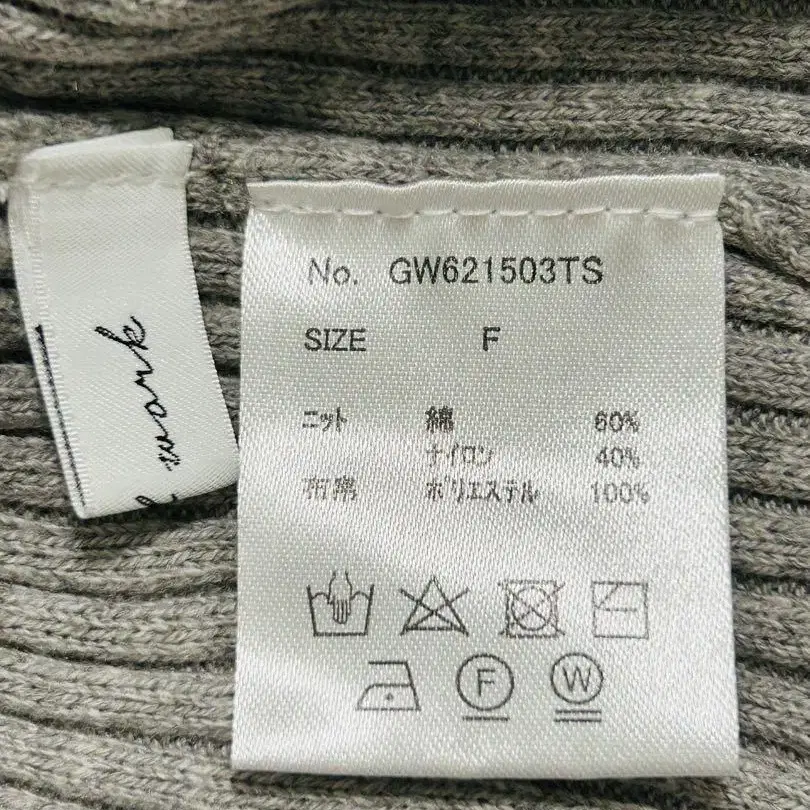 mark
No. GW621503TS
SIZE F
ニット 綿 60%
ナイロン 40%
布帛 ポリエステル 100%
F
W